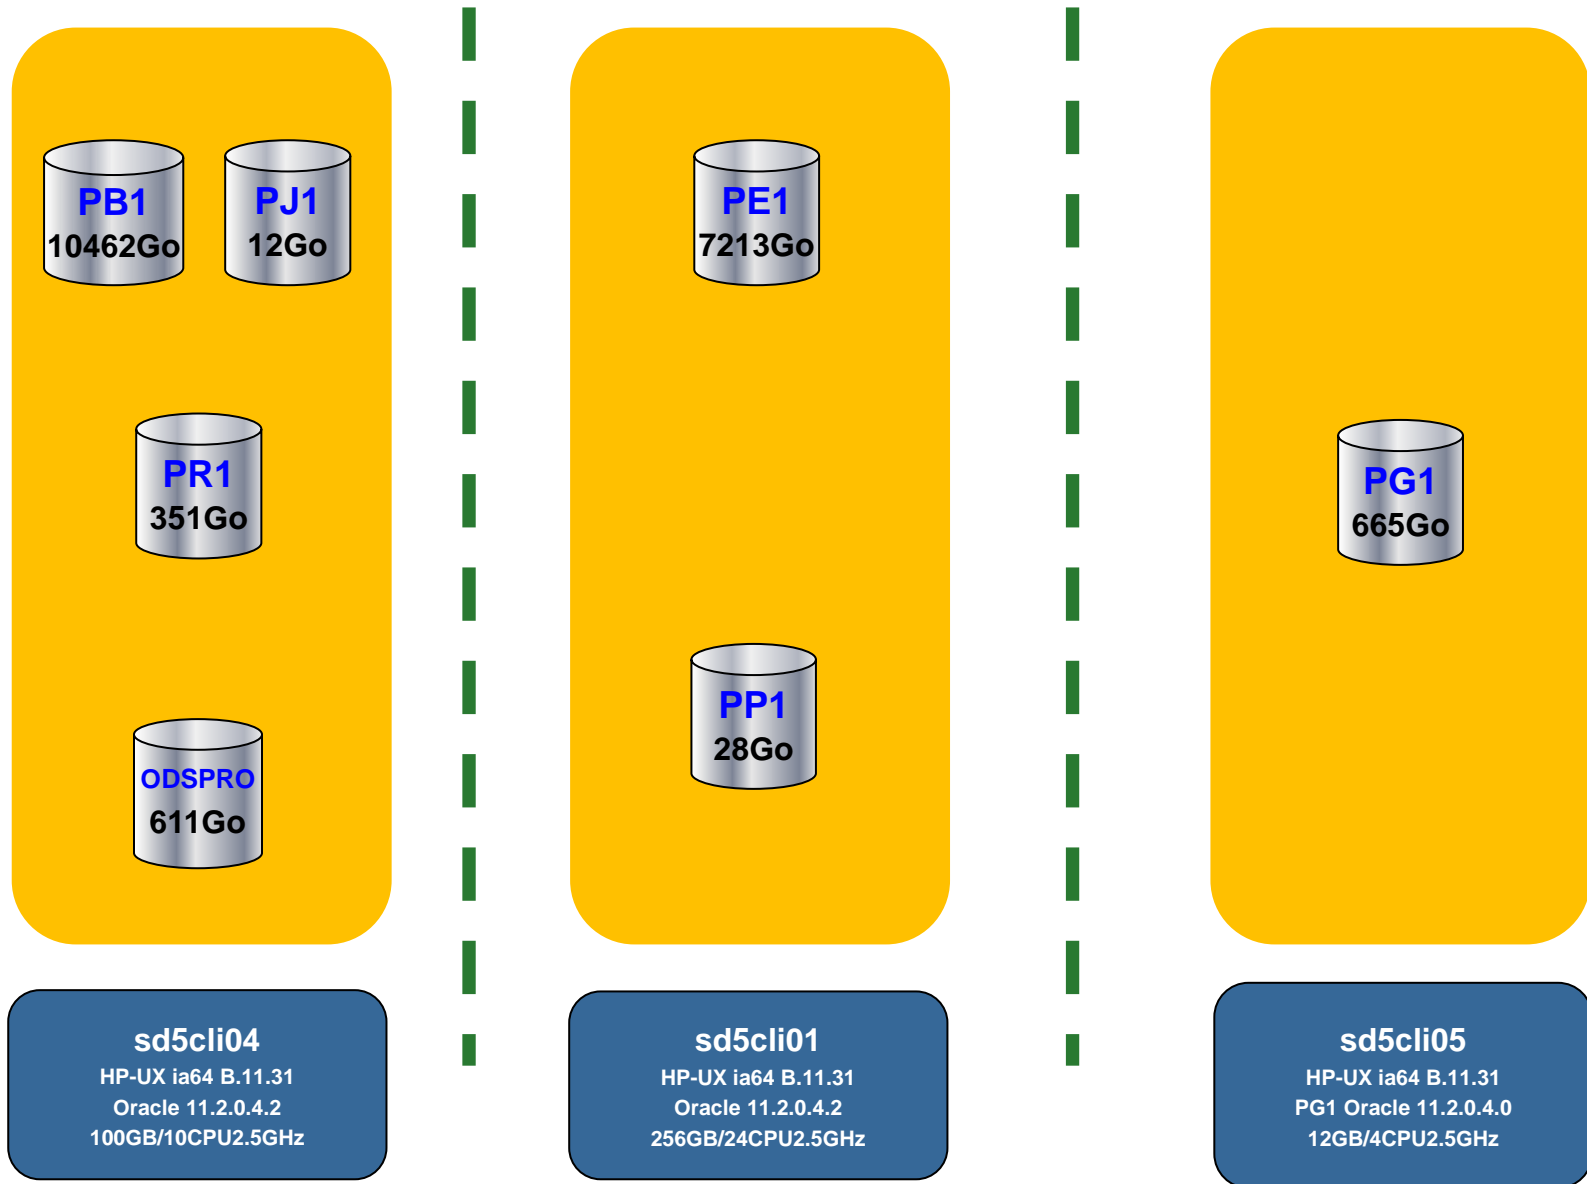 PB1
10462Go
PJ1
12Go
PR1
351Go
ODSPRO
611Go
sd5cli04
HP-UX ia64 B.11.31
Oracle 11.2.0.4.2
100GB/10CPU2.5GHz
PE1
7213Go
PP1
28Go
sd5cli01
HP-UX ia64 B.11.31
Oracle 11.2.0.4.2
256GB/24CPU2.5GHz
PG1
665Go
sd5cli05
HP-UX ia64 B.11.31
PG1 Oracle 11.2.0.4.0
12GB/4CPU2.5GHz